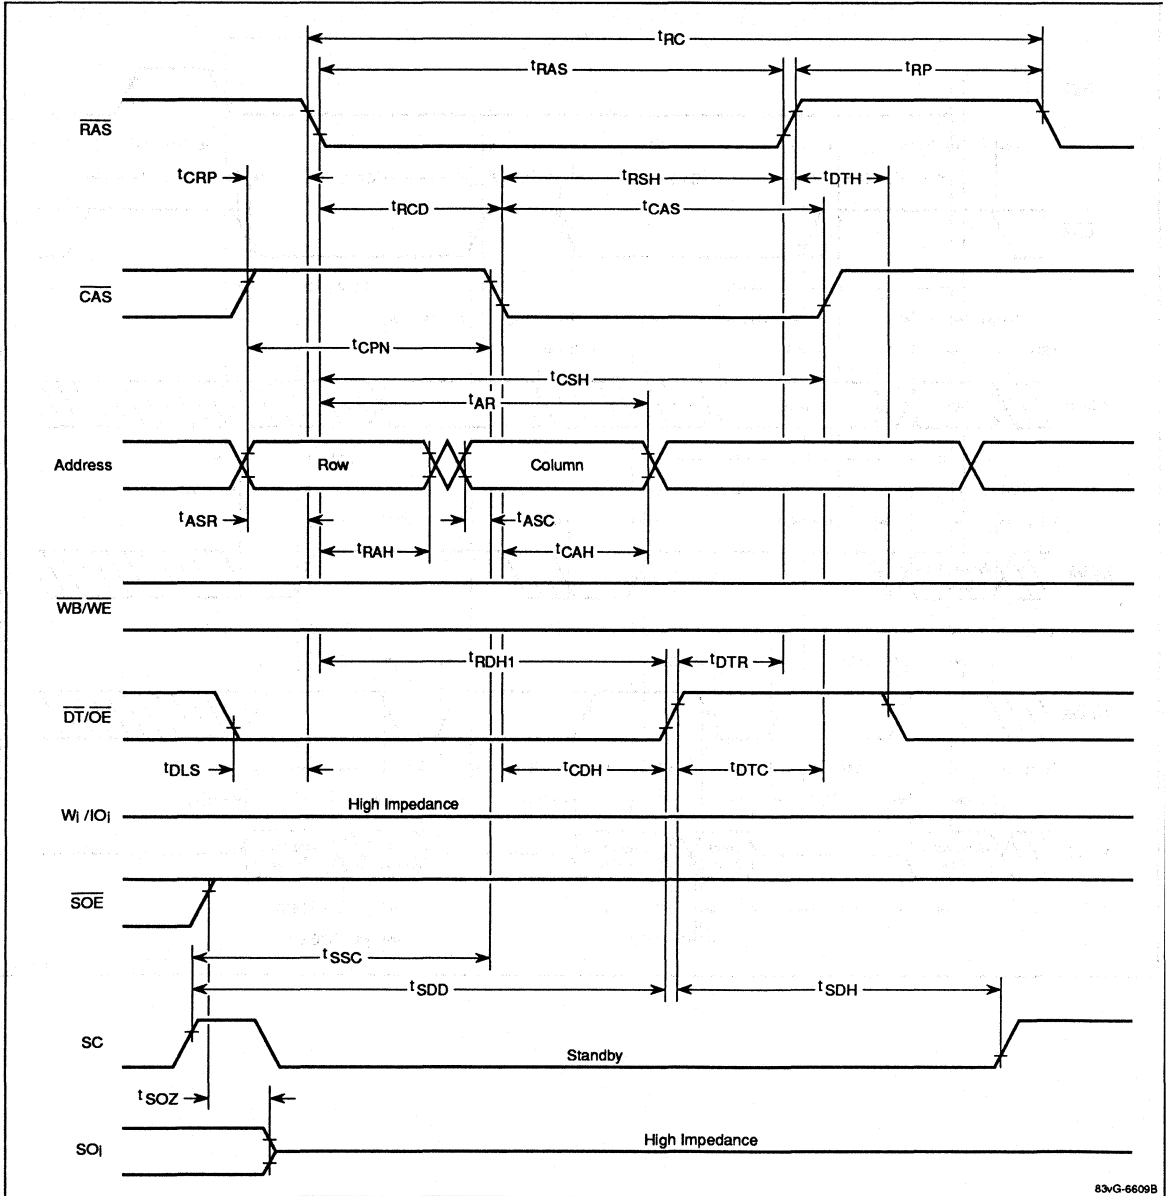 tRC
tRAS
tRP
RAS
tCRP
tRSH
tDTH
tRCD
tCAS
CAS
tCPN
tCSH
tAR
Address
Row
Column
tASR
tASC
tRAH
tCAH
WB/WE
tRDH1
tDTR
DT/OE
tDLS
tCDH
tDTC
High Impedance
Wi /IOi
SOE
tSSC
tSDD
tSDH
SC
Standby
tSOZ
SOi
High Impedance
83vG-6609B